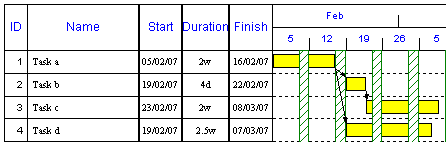 Feb
ID Name Start Duration Finish
5 12 19 26 5
1 Task a 05/02/07 2w 16/02/07
2 Task b 19/02/07 4d 22/02/07
3 Task c 23/02/07 2w 08/03/07
4 Task d 19/02/07 2.5w 07/03/07